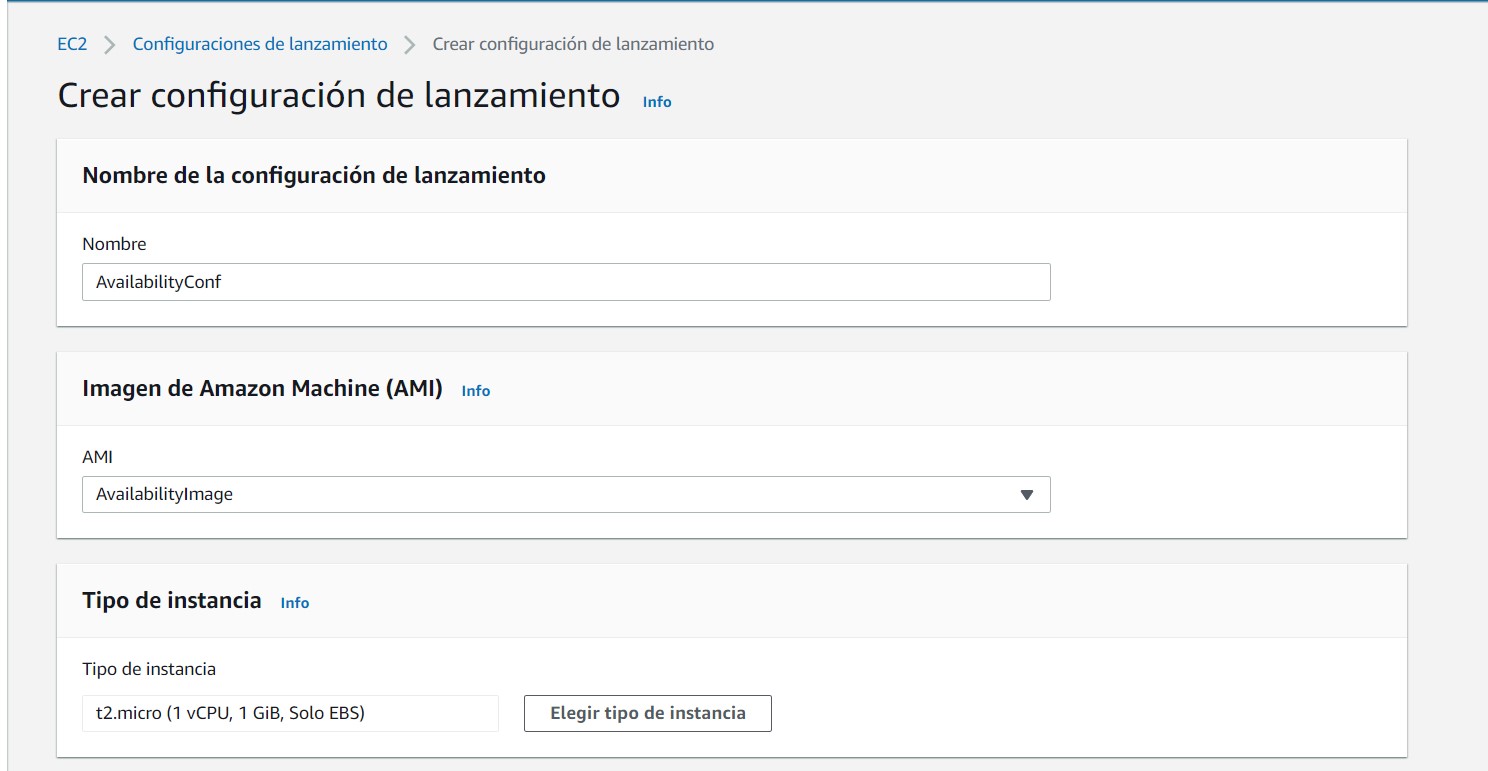 EC2 > Configuraciones de lanzamiento > Crear configuración de lanzamiento
Crear configuración de lanzamiento Info
Nombre de la configuración de lanzamiento
Nombre
AvailabilityConf
Imagen de Amazon Machine (AMI) Info
AMI
AvailabilityImage
Tipo de instancia Info
Tipo de instancia
t2.micro (1 vCPU, 1 GiB, Solo EBS) Elegir tipo de instancia